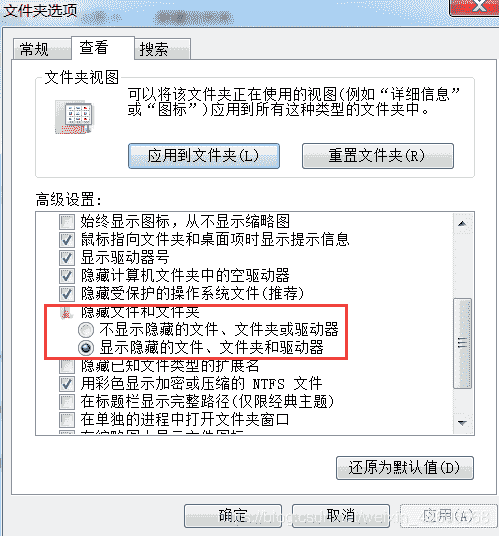 文件夹选项
常规
查看
搜索
文件夹视图
可以将该文件夹正在使用的视图(例如“详细信息”
或“图标”)应用到所有这种类型的文件夹中。
应用到文件夹(L)
重置文件夹(R)
高级设置:
始终显示图标，从不显示缩略图
鼠标指向文件夹和桌面项时显示提示信息
显示驱动器号
隐藏计算机文件夹中的空驱动器
隐藏受保护的操作系统文件(推荐)
隐藏文件和文件夹
不显示隐藏的文件、文件夹或驱动器
显示隐藏的文件、文件夹和驱动器
隐藏已知文件类型的扩展名
用彩色显示加密或压缩的 NTFS 文件
在标题栏显示完整路径(仅限经典主题)
在单独的进程中打开文件夹窗口
在缩略图上显示文件图标
还原为默认值(D)
确定
取消
应用(A)